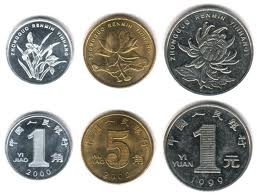 ZHONGGUO RENMIN YINHANG
ZHONGGUO RENMIN YINHANG
ZHONGGUO RENMIN YINHANG
中国人民银行
1角
YI JIAO
2000
中国人民银行
5角
WU JIAO
2002
中国人民银行
1元
YI YUAN
1999